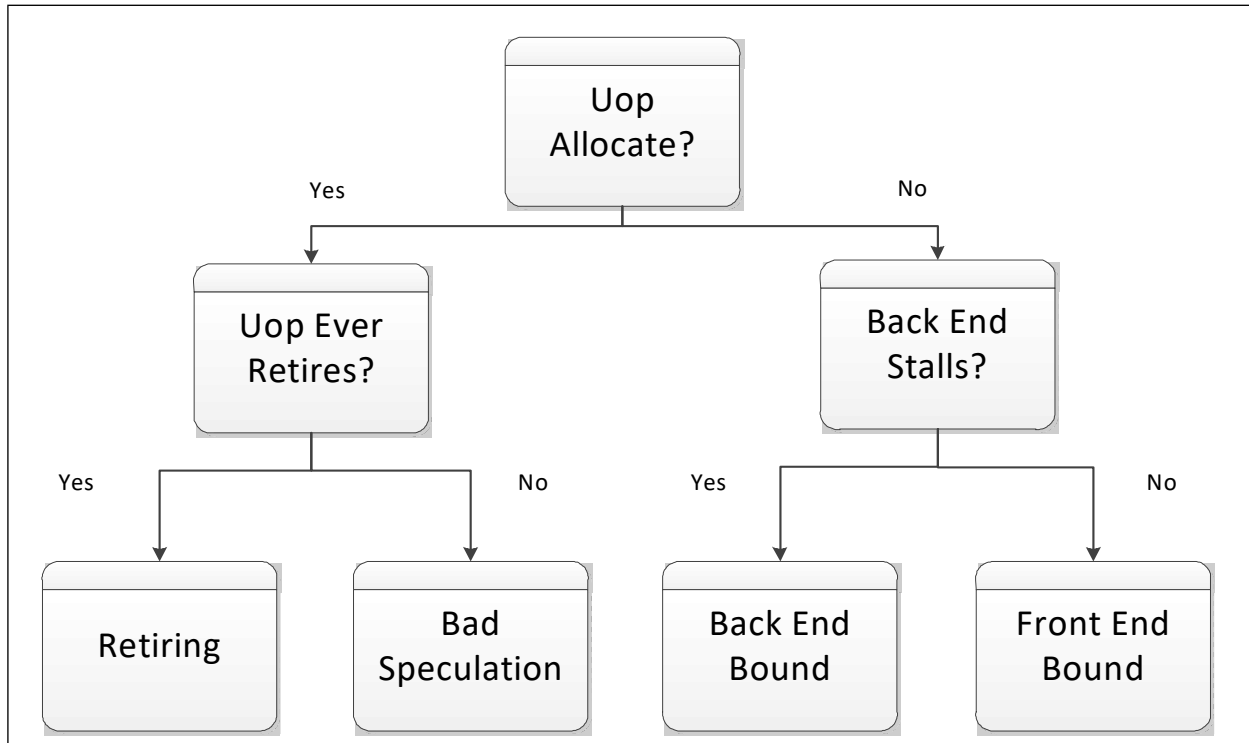 Uop
Allocate?
Yes
No
Uop Ever
Retires?
Back End
Stalls?
Yes
No
Yes
No
Retiring
Bad
Speculation
Back End
Bound
Front End
Bound